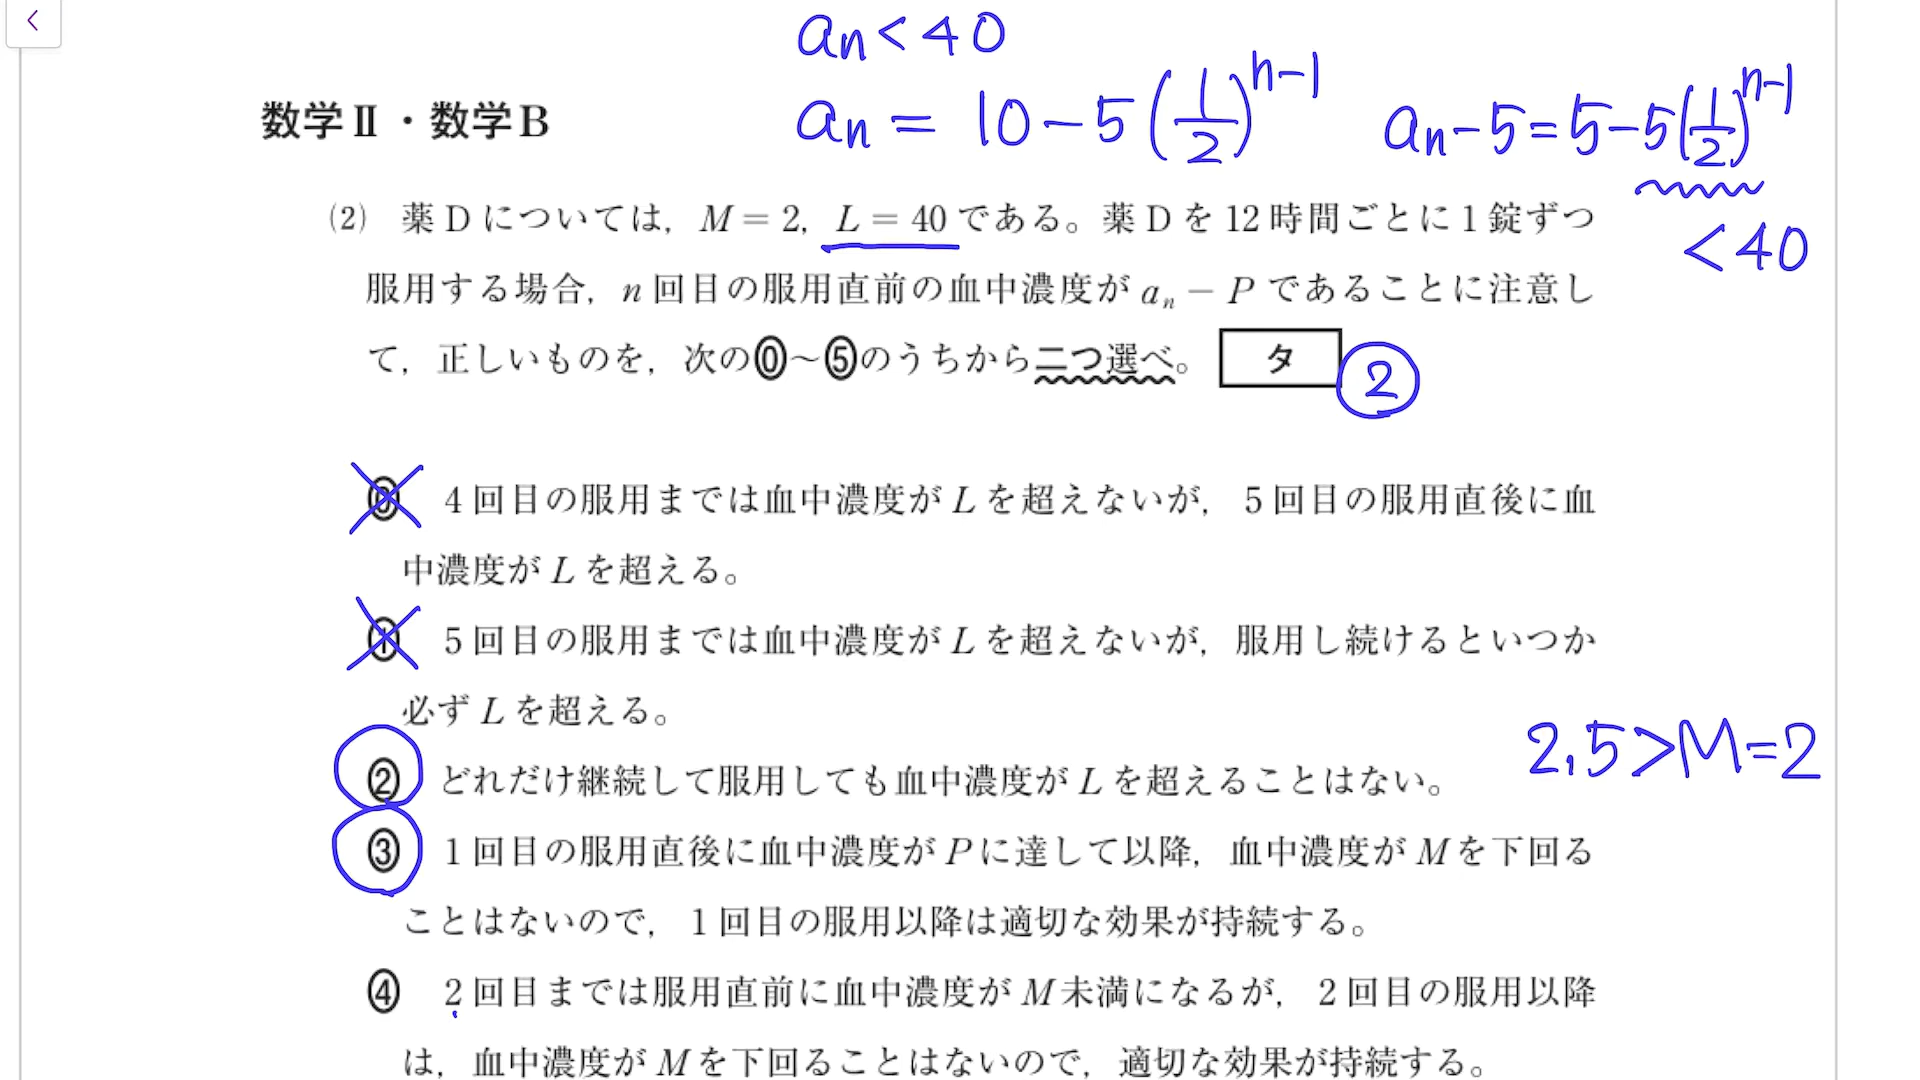 an<40
数学Ⅱ・数学B
an = 10-5(1/2)^n-1
an-5=5-5(1/2)^n-1
<40
(2) 薬Dについては，M = 2，L = 40 である。薬Dを12時間ごとに1錠ずつ
服用する場合，n 回目の服用直前の血中濃度が an − P であることに注意し
て，正しいものを，次の⓪～⑤のうちから二つ選べ。 タ ②
⓪ 4回目の服用までは血中濃度が L を超えないが，5回目の服用直後に血
中濃度が L を超える。
① 5回目の服用までは血中濃度が L を超えないが，服用し続けるといつか
必ず L を超える。
2.5>M=2
② どれだけ継続して服用しても血中濃度が L を超えることはない。
③ 1回目の服用直後に血中濃度が P に達して以降，血中濃度が M を下回る
ことはないので，1回目の服用以降は適切な効果が持続する。
④ 2回目までは服用直前に血中濃度が M 未満になるが，2回目の服用以降
は，血中濃度が M を下回ることはないので，適切な効果が持続する。